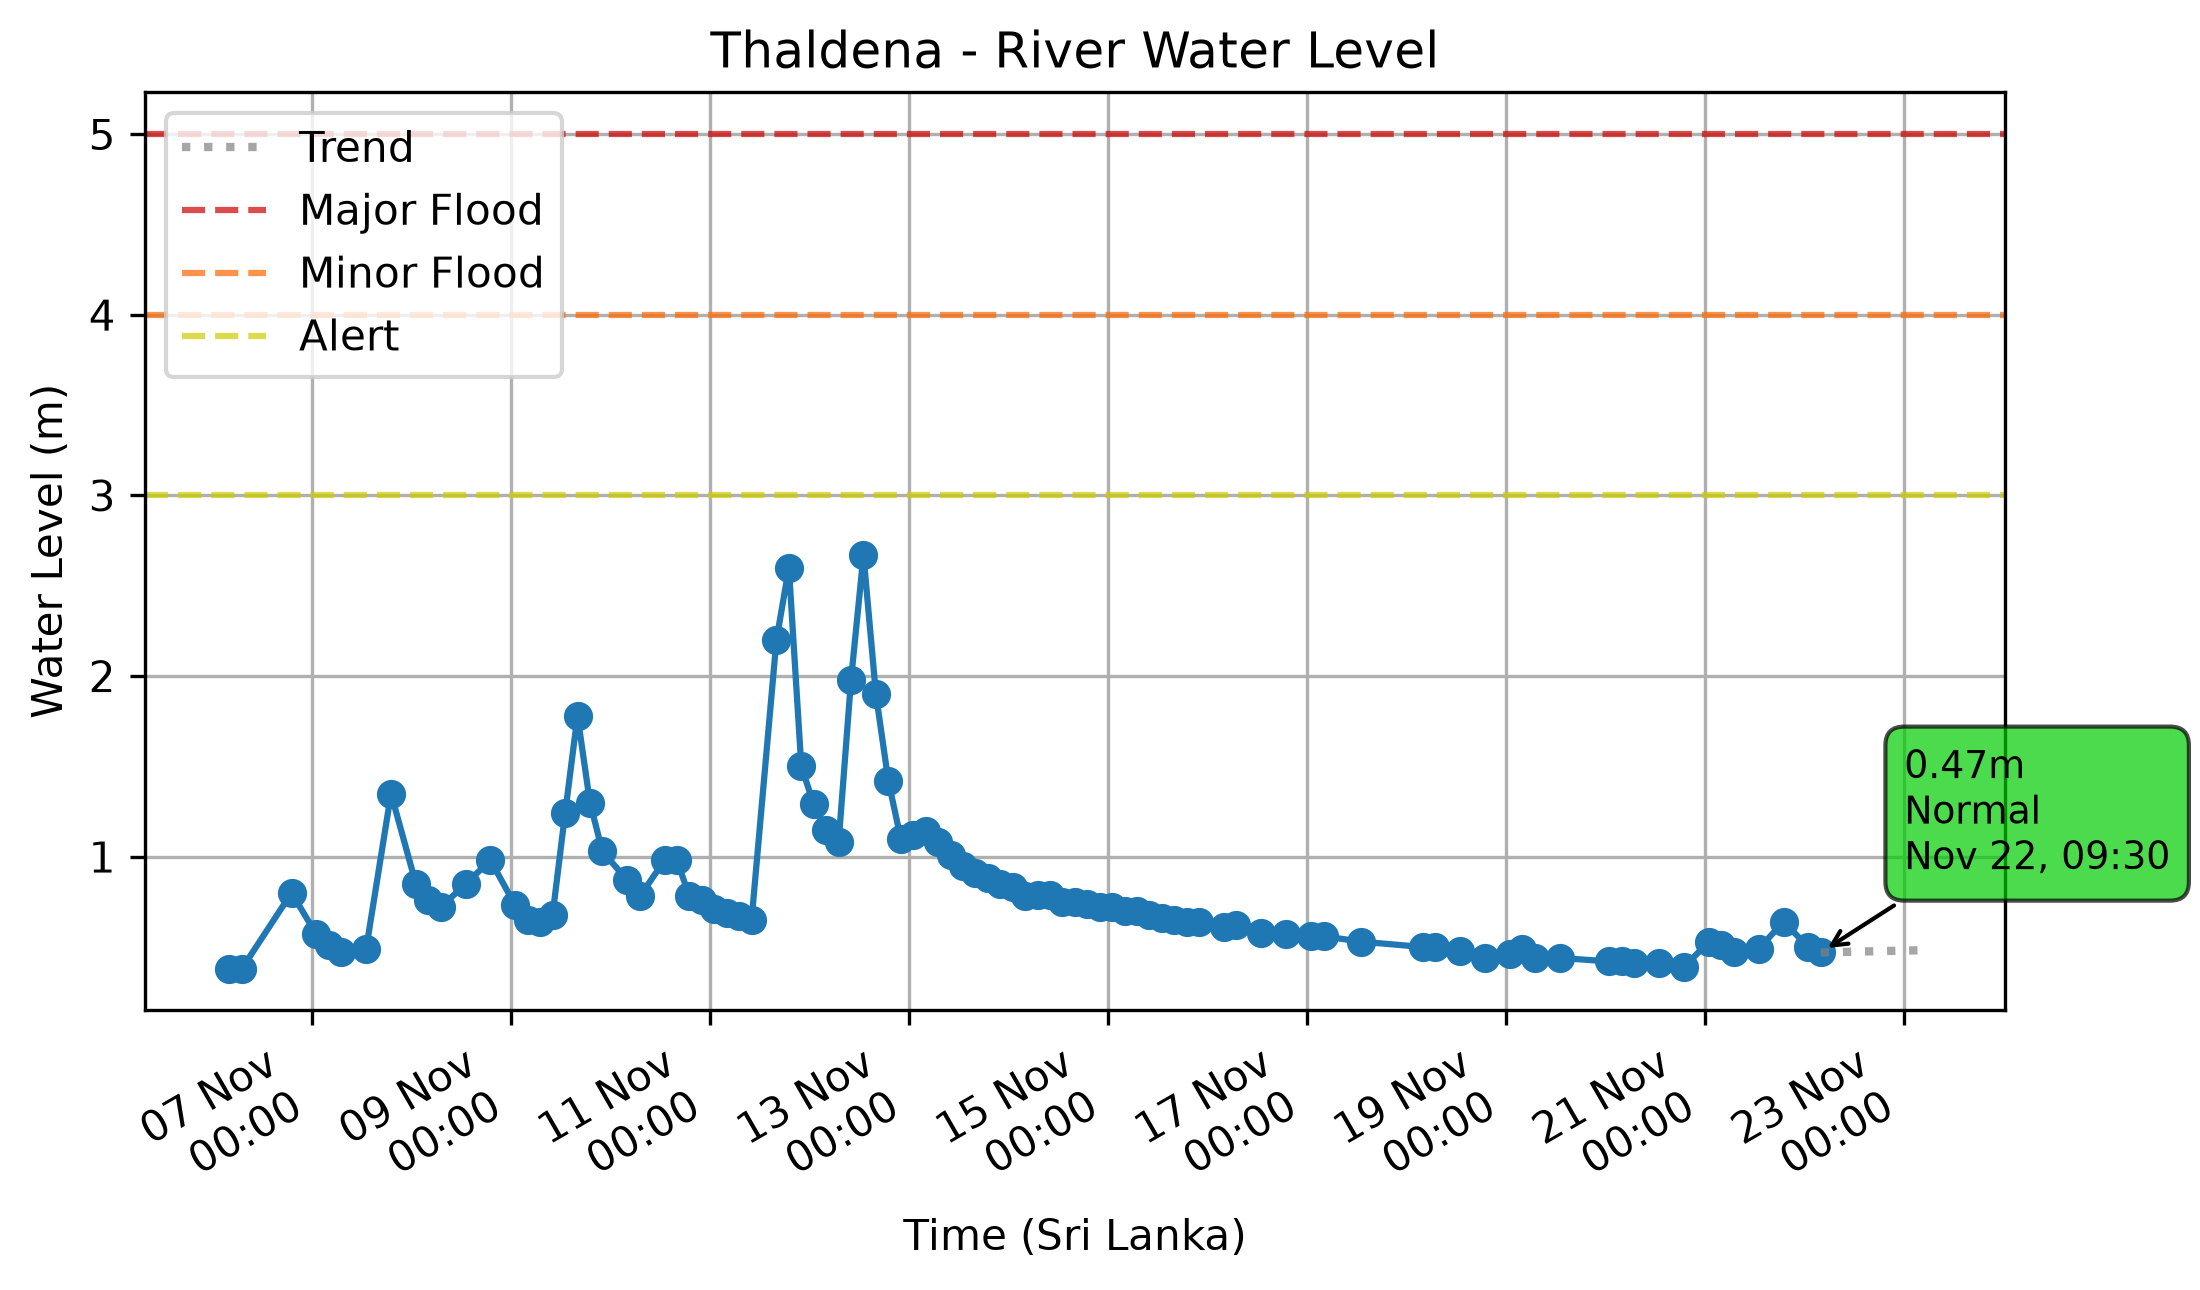 Thaldena - River Water Level
Trend
Major Flood
Minor Flood
Alert
5
4
3
2
1
Water Level (m)
0.47m
Normal
Nov 22, 09:30
07 Nov
00:00
09 Nov
00:00
11 Nov
00:00
13 Nov
00:00
15 Nov
00:00
17 Nov
00:00
19 Nov
00:00
21 Nov
00:00
23 Nov
00:00
Time (Sri Lanka)